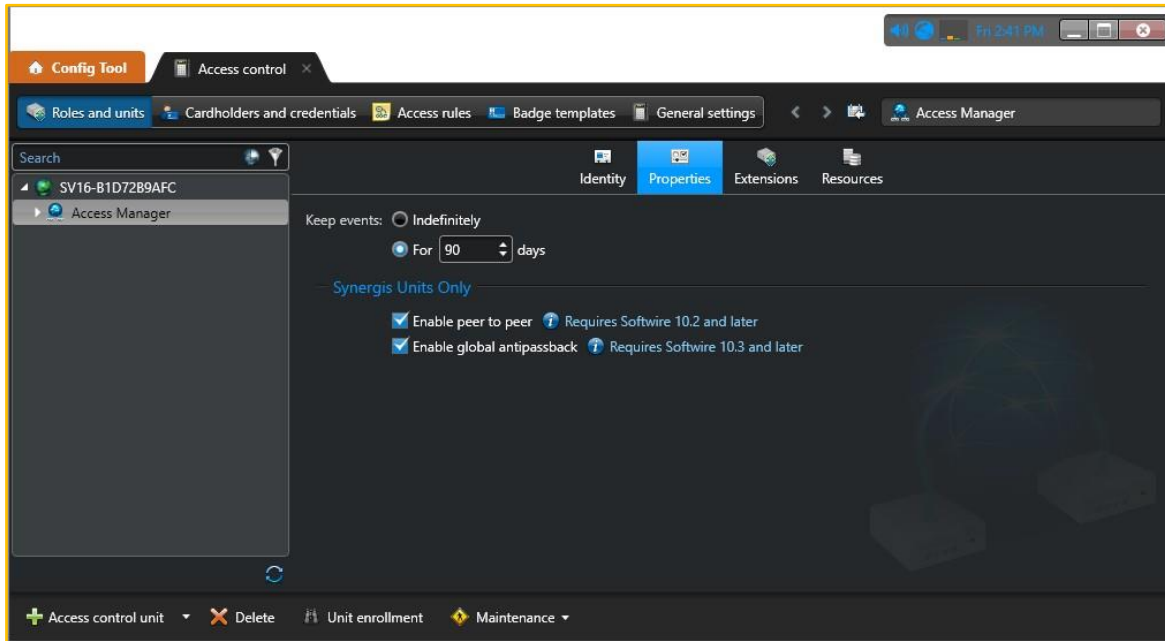 Fri 2:41 PM
Config Tool
Access control
Roles and units
Cardholders and credentials
Access rules
Badge templates
General settings
Access Manager
Search
Identity
Properties
Extensions
Resources
SV16-B1D72B9AFC
Access Manager
Keep events: Indefinitely
For 90 days
Synergis Units Only
Enable peer to peer Requires Softwire 10.2 and later
Enable global antipassback Requires Softwire 10.3 and later
Access control unit
Delete
Unit enrollment
Maintenance